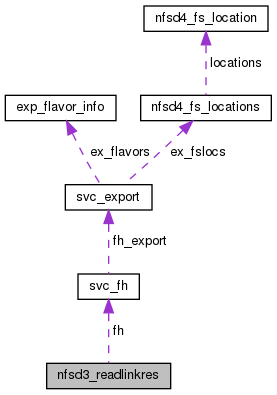 nfsd4_fs_location
locations
exp_flavor_info
nfsd4_fs_locations
ex_flavors
ex_fslocs
svc_export
fh_export
svc_fh
fh
nfsd3_readlinkres